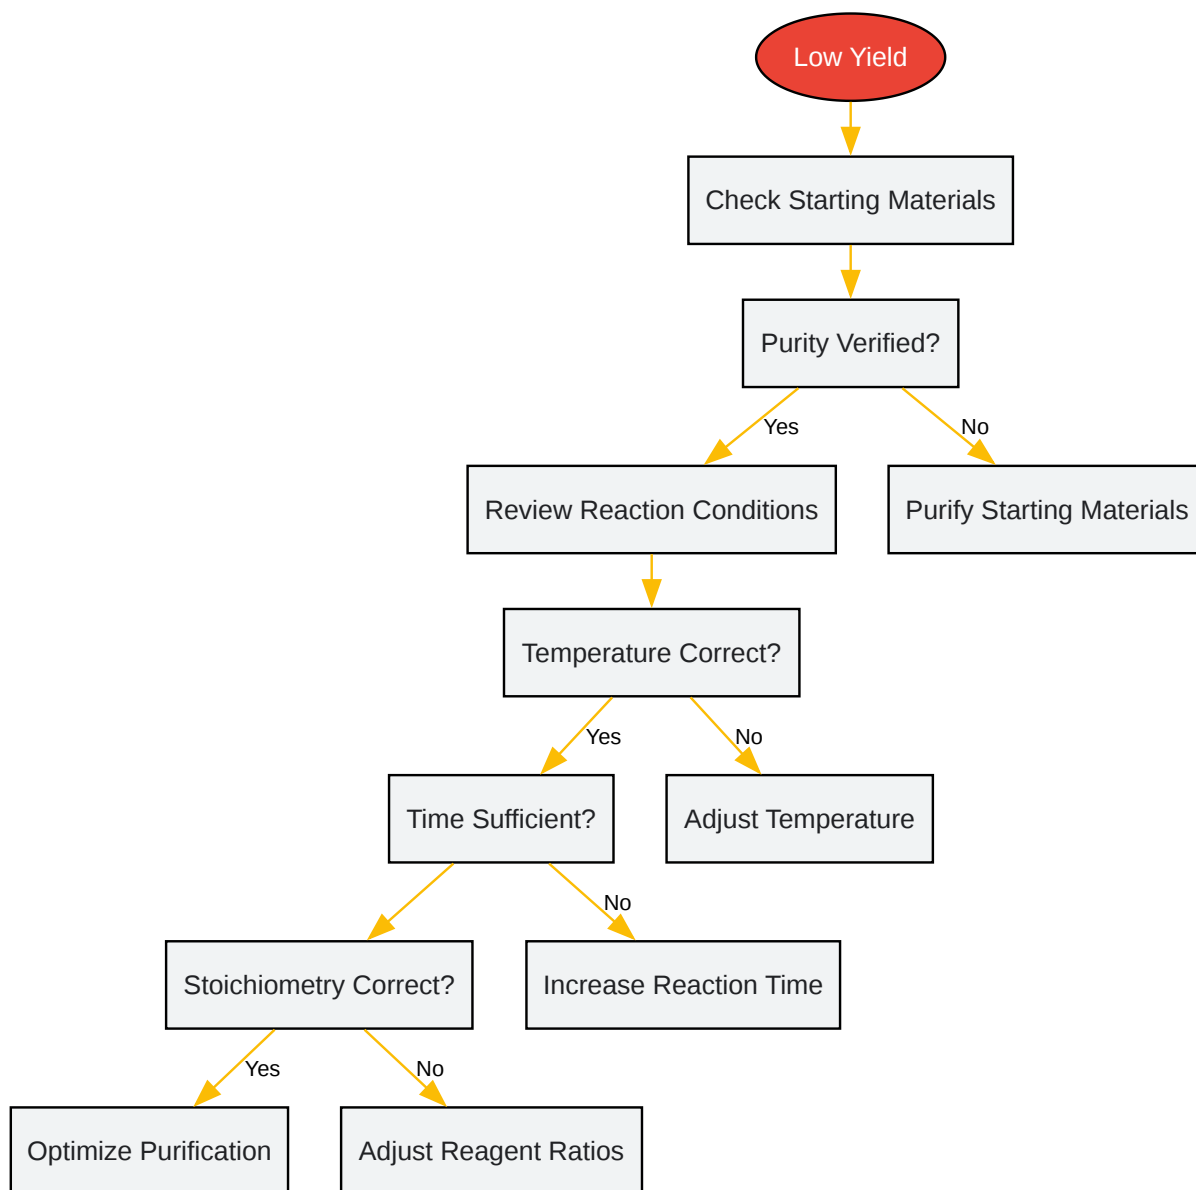 Low Yield
Check Starting Materials
Purity Verified?
Yes
No
Review Reaction Conditions
Purify Starting Materials
Temperature Correct?
Yes
No
Time Sufficient?
Adjust Temperature
No
Stoichiometry Correct?
Increase Reaction Time
Yes
No
Optimize Purification
Adjust Reagent Ratios